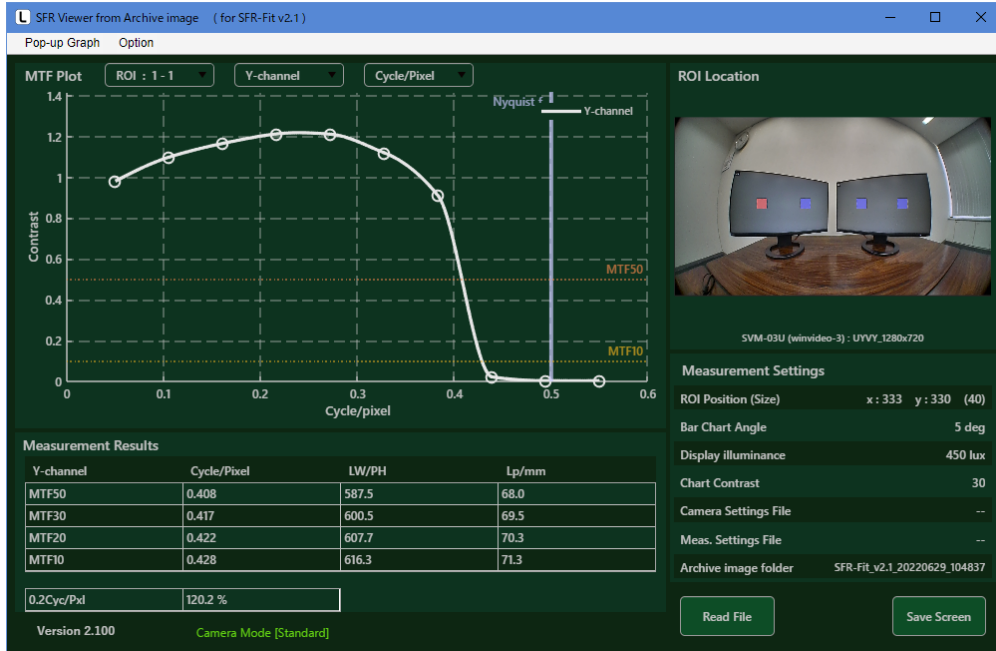 L SFR Viewer from Archive image ( for SFR-Fit v2.1 )
Pop-up Graph Option
MTF Plot ROI : 1 - 1 Y-channel Cycle/Pixel
1.4
1.2
1
0.8
0.6
0.4
0.2
0
Contrast
Nyquist
Y-channel
MTF50
MTF10
0 0.1 0.2 0.3 0.4 0.5 0.6
Cycle/pixel
Measurement Results
Y-channel Cycle/Pixel LW/PH Lp/mm
MTF50 0.408 587.5 68.0
MTF30 0.417 600.5 69.5
MTF20 0.422 607.7 70.3
MTF10 0.428 616.3 71.3
0.2Cyc/Pxl 120.2 %
Version 2.100 Camera Mode [Standard]
ROI Location
SVM-03U (winvideo-3) : UYVY_1280x720
Measurement Settings
ROI Position (Size) x : 333 y : 330 (40)
Bar Chart Angle 5 deg
Display illuminance 450 lux
Chart Contrast 30
Camera Settings File --
Meas. Settings File --
Archive image folder SFR-Fit_v2.1_20220629_104837
Read File Save Screen